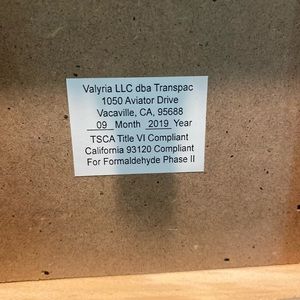 Valyria LLC dba Transpac
1050 Aviator Drive
Vacaville, CA, 95688
09 Month 2019 Year
TSCA Title VI Compliant
California 93120 Compliant
For Formaldehyde Phase II